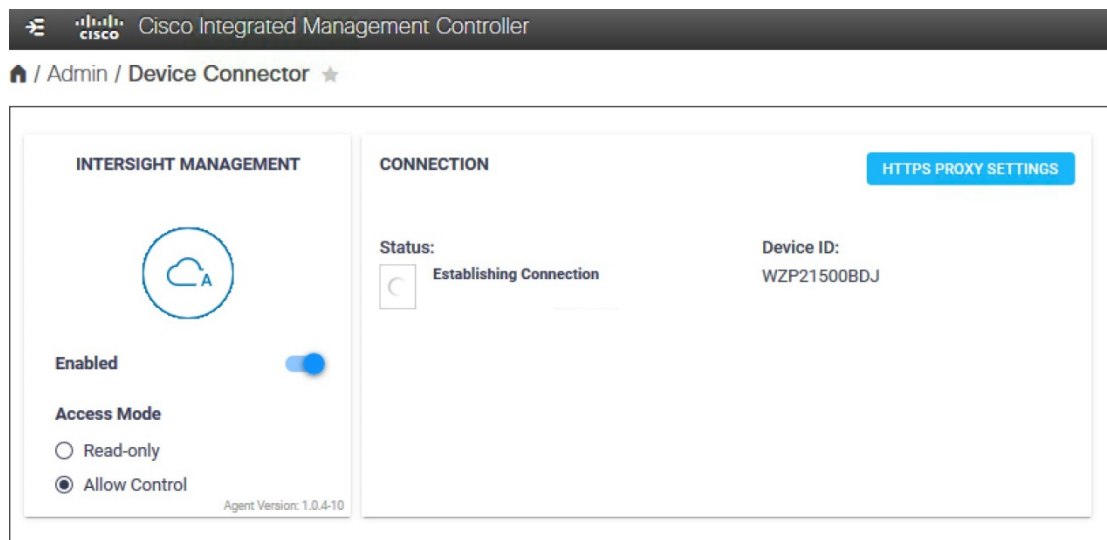 cisco Cisco Integrated Management Controller
/ Admin / Device Connector
INTERSIGHT MANAGEMENT
A
Enabled
Access Mode
Read-only
Allow Control
Agent Version: 1.0.4-10
CONNECTION
HTTPS PROXY SETTINGS
Status:
Establishing Connection
Device ID:
WZP21500BDJ